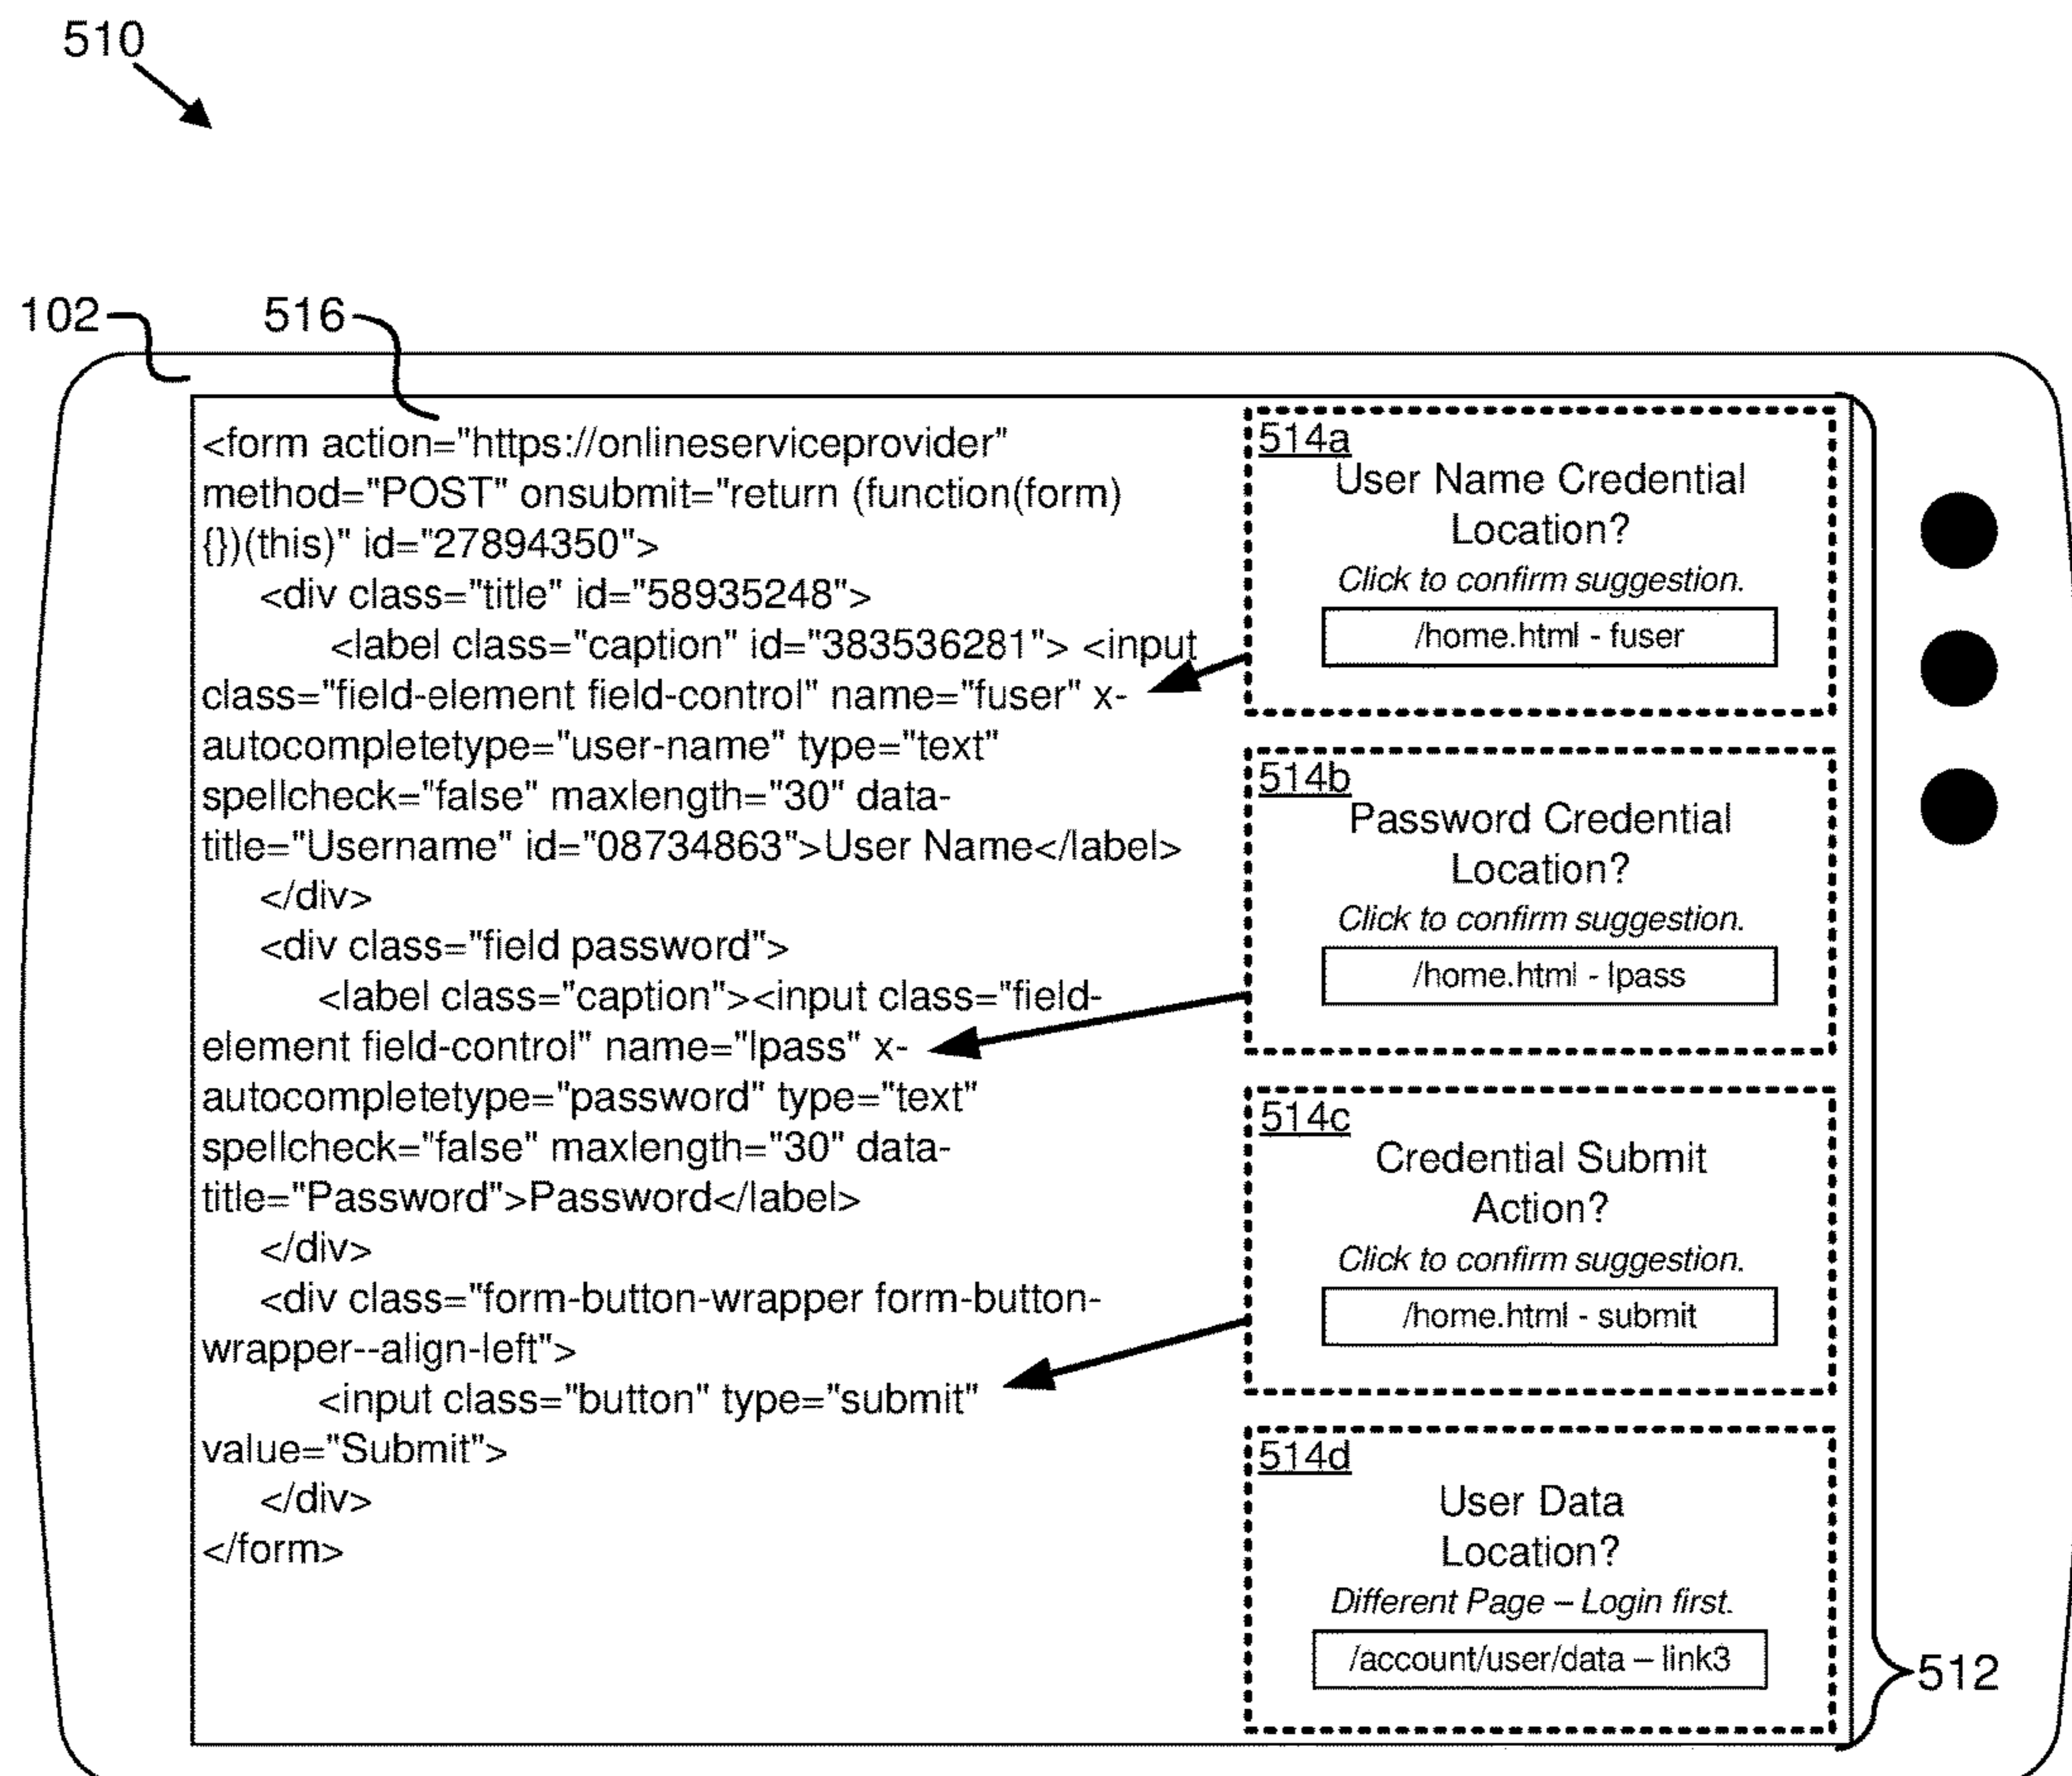 510
102
516
<form action="https://onlineserviceprovider"
method="POST" onsubmit="return (function(form)
{})(this)" id="27894350">
<div class="title" id="58935248">
<label class="caption" id="383536281"> <input
class="field-element field-control" name="fuser" x-
autocompletetype="user-name" type="text"
spellcheck="false" maxlength="30" data-
title="Username" id="08734863">User Name</label>
</div>
<div class="field password">
<label class="caption"><input class="field-
element field-control" name="lpass" x-
autocompletetype="password" type="text"
spellcheck="false" maxlength="30" data-
title="Password">Password</label>
</div>
<div class="form-button-wrapper form-button-
wrapper--align-left">
<input class="button" type="submit"
value="Submit">
</div>
</form>
514a
User Name Credential
Location?
Click to confirm suggestion.
/home.html - fuser
514b
Password Credential
Location?
Click to confirm suggestion.
/home.html - lpass
514c
Credential Submit
Action?
Click to confirm suggestion.
/home.html - submit
514d
User Data
Location?
Different Page – Login first.
/account/user/data – link3
512